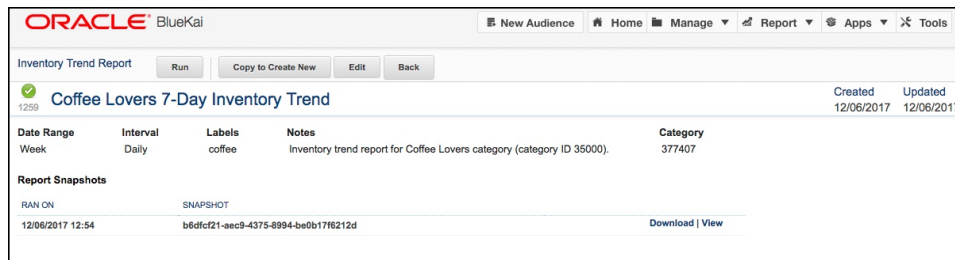 ORACLE® BlueKai New Audience Home Manage Report Apps Tools
Inventory Trend Report Run Copy to Create New Edit Back
1259 Coffee Lovers 7-Day Inventory Trend
Created Updated
12/06/2017 12/06/2017
Date Range Interval Labels Notes Category
Week Daily coffee Inventory trend report for Coffee Lovers category (category ID 35000). 377407
Report Snapshots
RAN ON SNAPSHOT
12/06/2017 12:54 b6dfcf21-aec9-4375-8994-be0b17f6212d Download | View